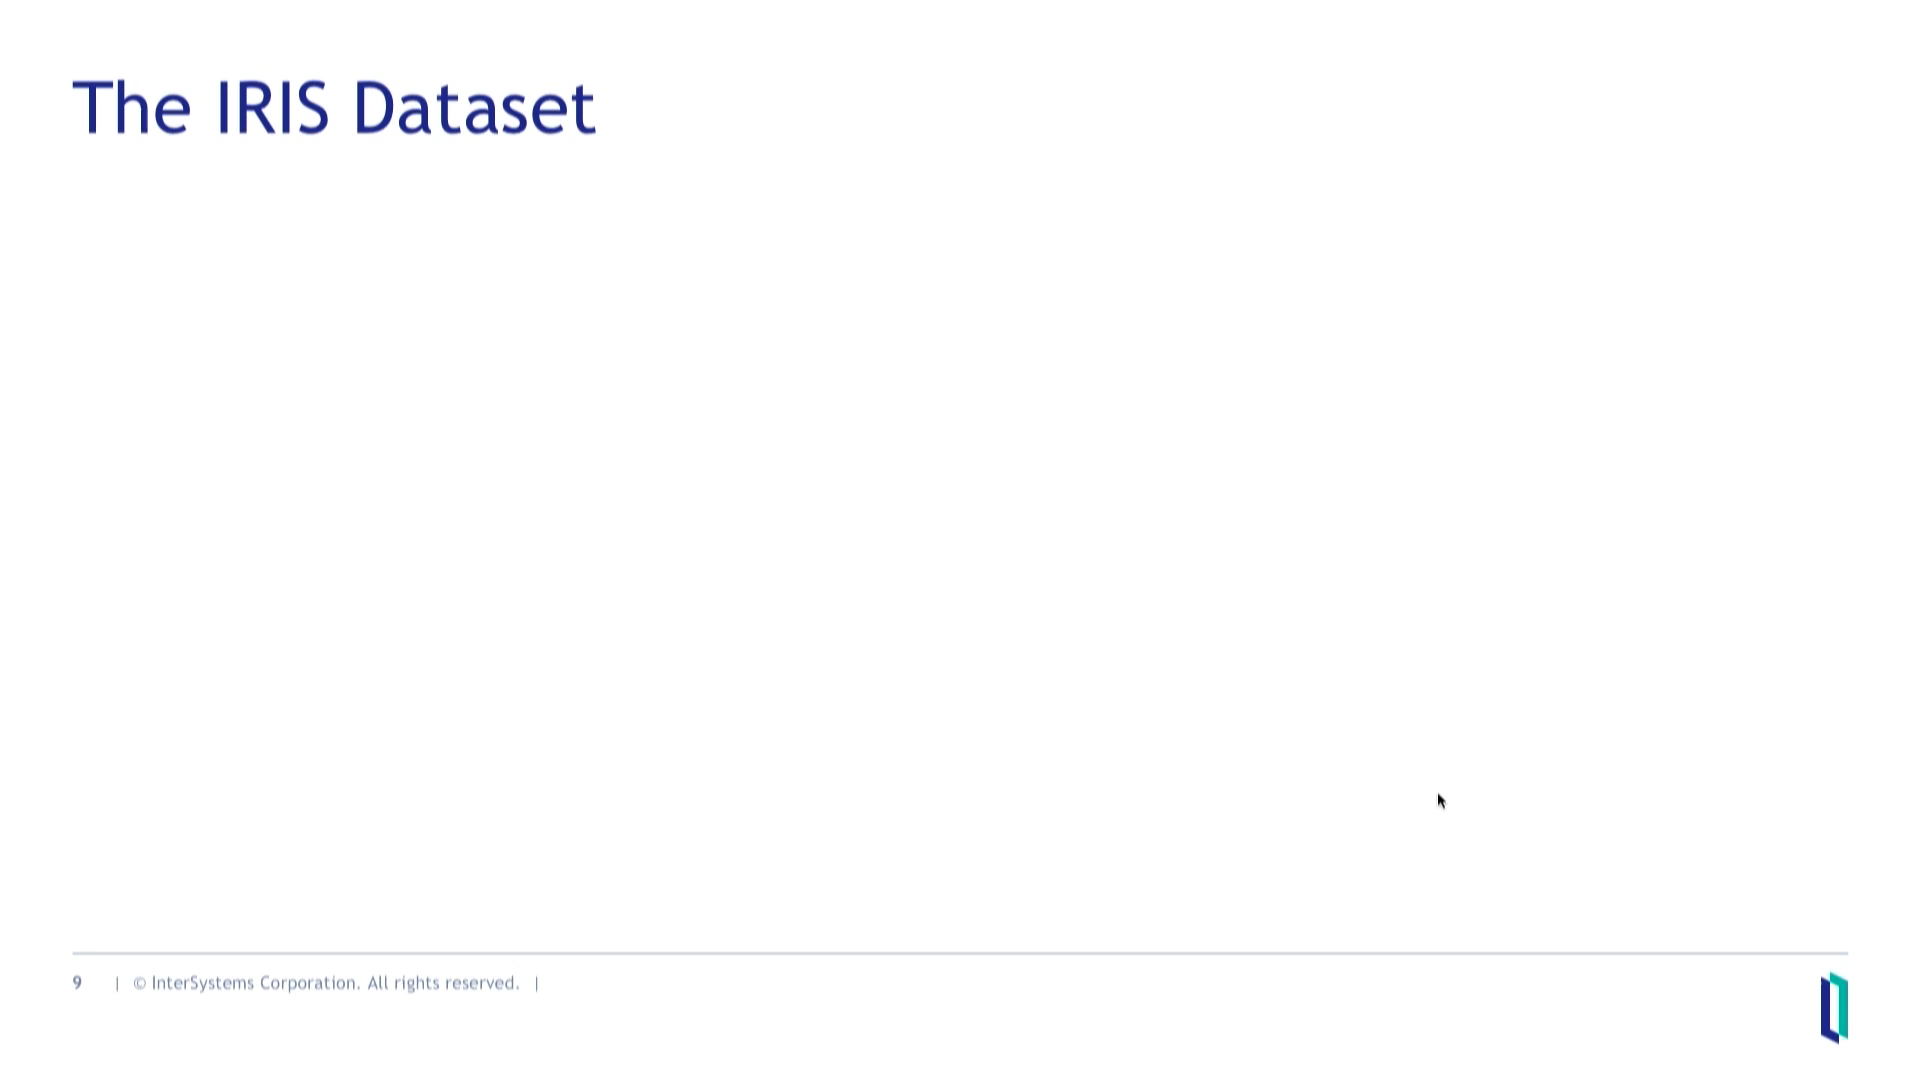 The IRIS Dataset
9 | © InterSystems Corporation. All rights reserved. |